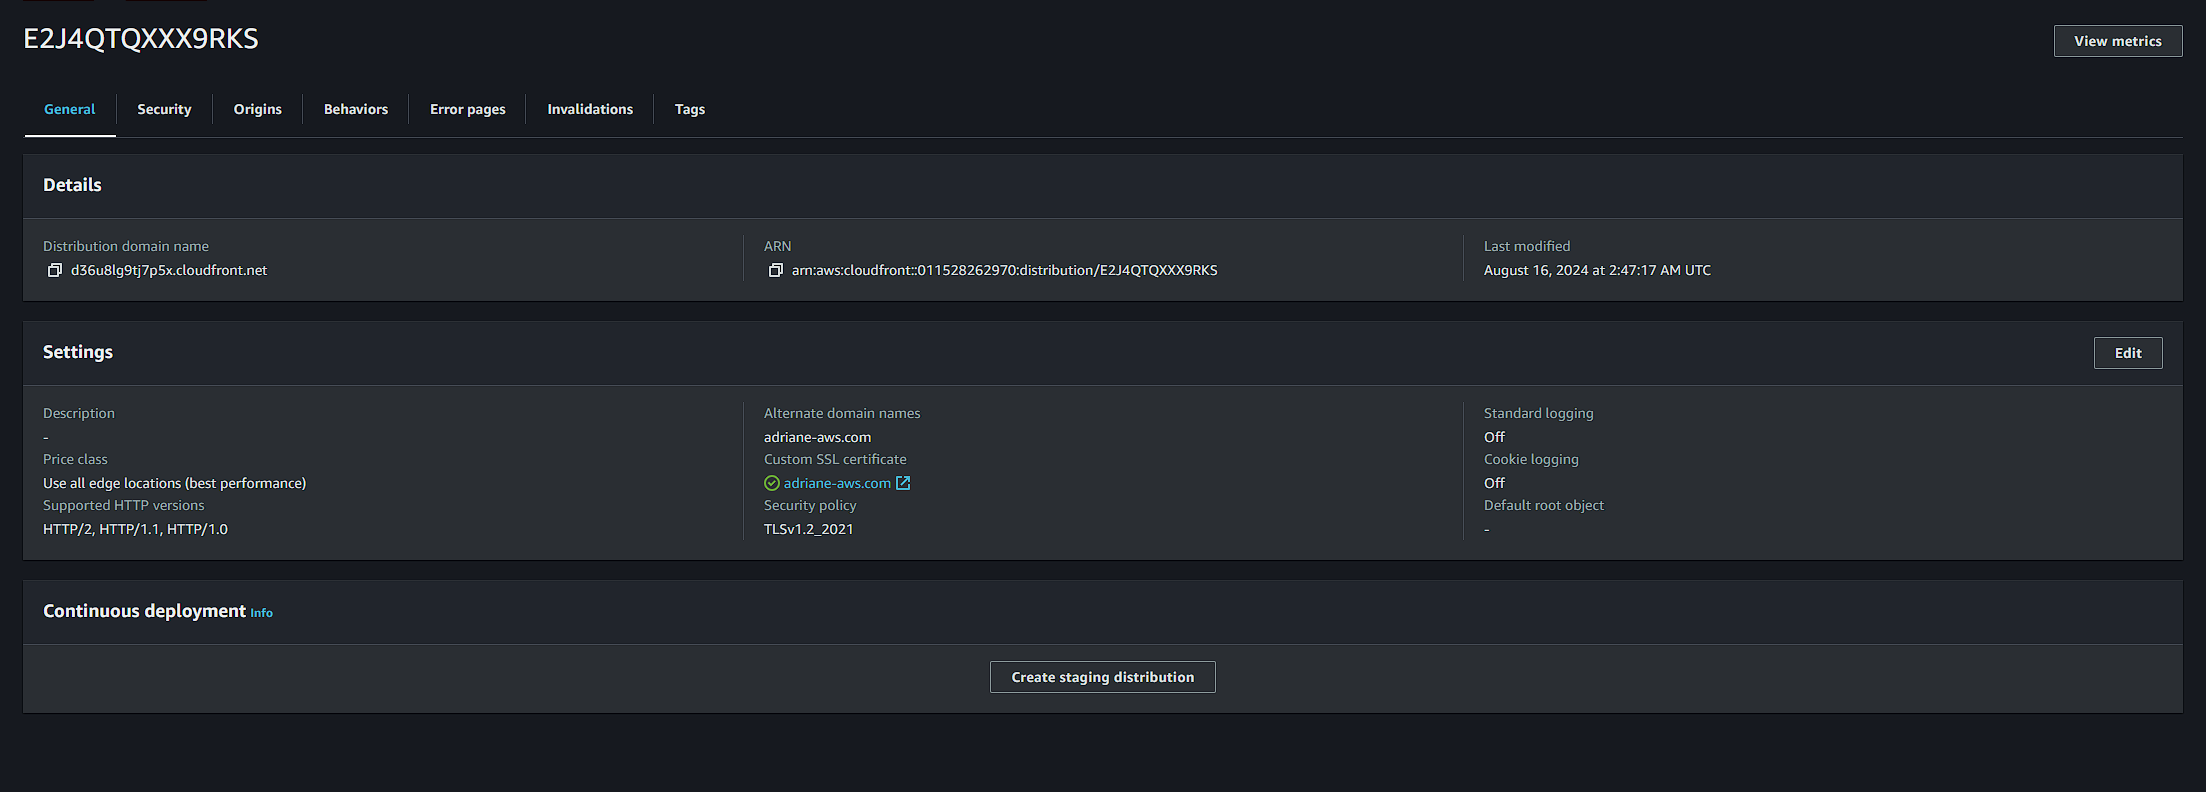 E2J4QTQXXX9RKS
View metrics
General
Security
Origins
Behaviors
Error pages
Invalidations
Tags
Details
Distribution domain name
d36u8lg9tj7p5x.cloudfront.net
ARN
arn:aws:cloudfront::011528262970:distribution/E2J4QTQXXX9RKS
Last modified
August 16, 2024 at 2:47:17 AM UTC
Settings
Edit
Description
-
Price class
Use all edge locations (best performance)
Supported HTTP versions
HTTP/2, HTTP/1.1, HTTP/1.0
Alternate domain names
adriane-aws.com
Custom SSL certificate
adriane-aws.com
Security policy
TLSv1.2_2021
Standard logging
Off
Cookie logging
Off
Default root object
-
Continuous deployment Info
Create staging distribution